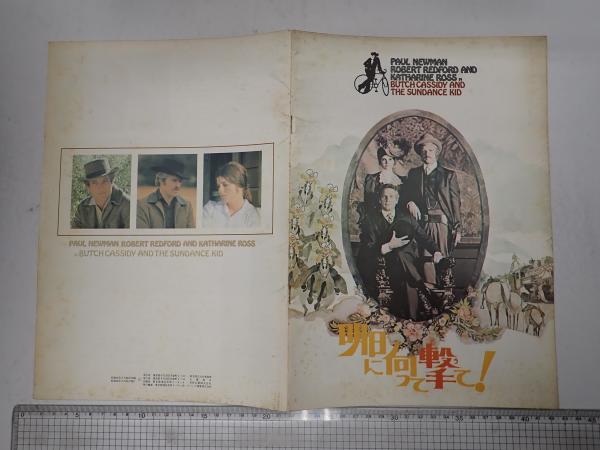 PAUL NEWMAN
ROBERT REDFORD AND
KATHARINE ROSS in
BUTCH CASSIDY AND
THE SUNDANCE KID
明日に向って撃て!
PAUL NEWMAN ROBERT REDFORD AND KATHARINE ROSS
in BUTCH CASSIDY AND THE SUNDANCE KID